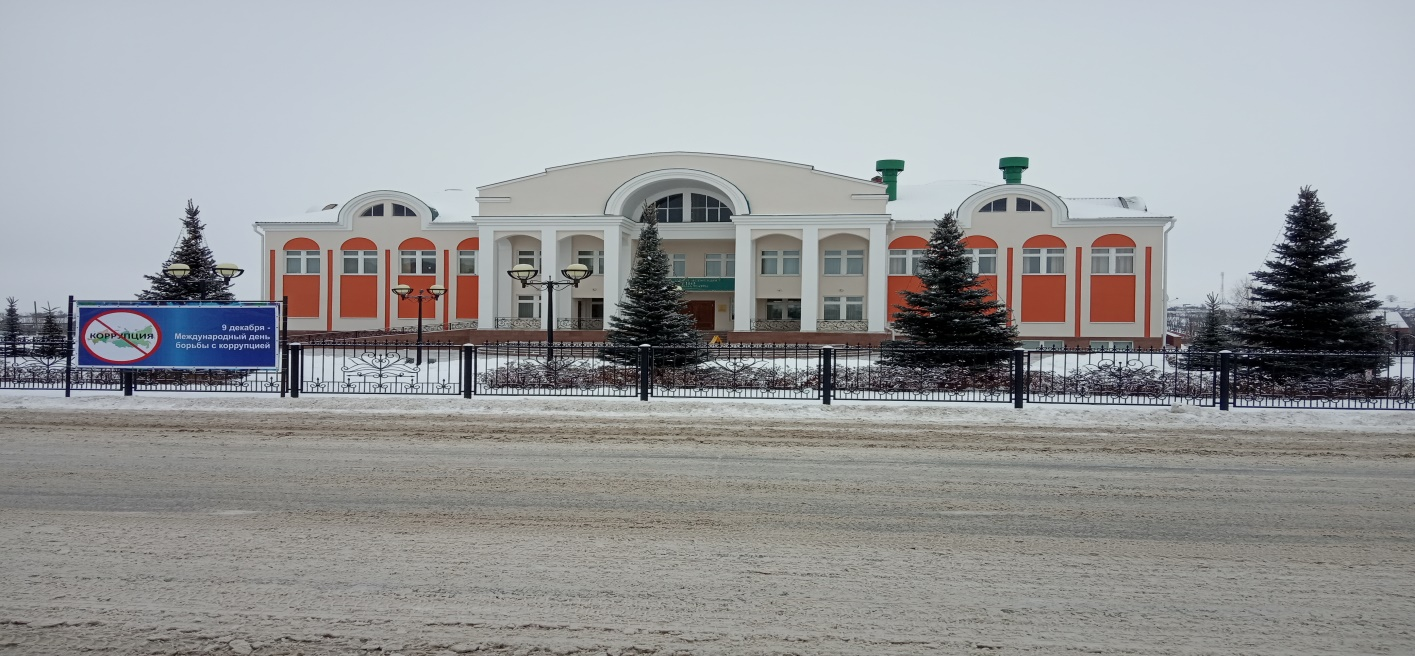 КОРРУПЦИЯ
9 декабря -
Международный день
борьбы с коррупцией